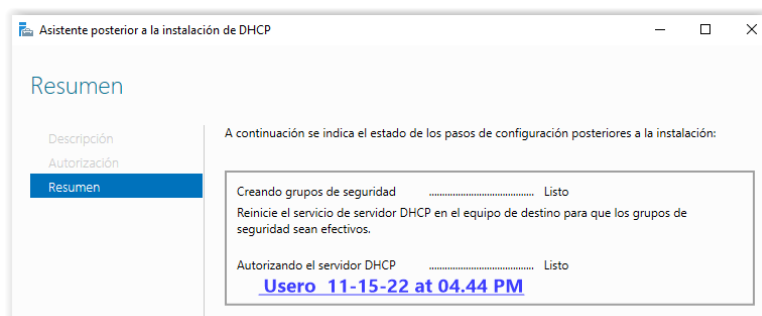 Asistente posterior a la instalación de DHCP
Resumen
Descripción
Autorización
Resumen
A continuación se indica el estado de los pasos de configuración posteriores a la instalación:
Creando grupos de seguridad ..................................... Listo
Reinicie el servicio de servidor DHCP en el equipo de destino para que los grupos de
seguridad sean efectivos.
Autorizando el servidor DHCP ..................................... Listo
Usero 11-15-22 at 04.44 PM